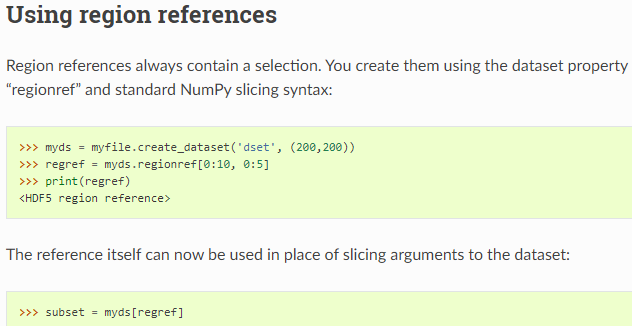 Using region references
Region references always contain a selection. You create them using the dataset property
“regionref” and standard NumPy slicing syntax:
>>> myds = myfile.create_dataset('dset', (200,200))
>>> regref = myds.regionref[0:10, 0:5]
>>> print(regref)
<HDF5 region reference>
The reference itself can now be used in place of slicing arguments to the dataset:
>>> subset = myds[regref]